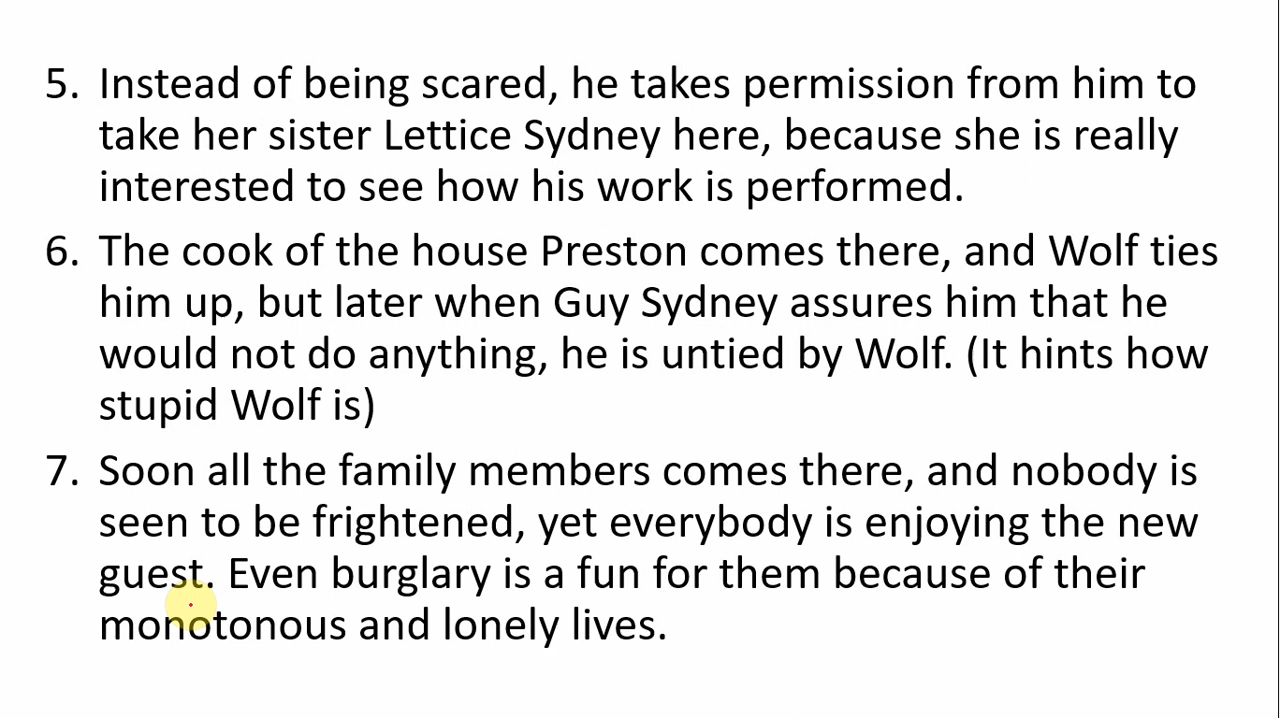 5. Instead of being scared, he takes permission from him to
take her sister Lettice Sydney here, because she is really
interested to see how his work is performed.
6. The cook of the house Preston comes there, and Wolf ties
him up, but later when Guy Sydney assures him that he
would not do anything, he is untied by Wolf. (It hints how
stupid Wolf is)
7. Soon all the family members comes there, and nobody is
seen to be frightened, yet everybody is enjoying the new
guest. Even burglary is a fun for them because of their
monotonous and lonely lives.